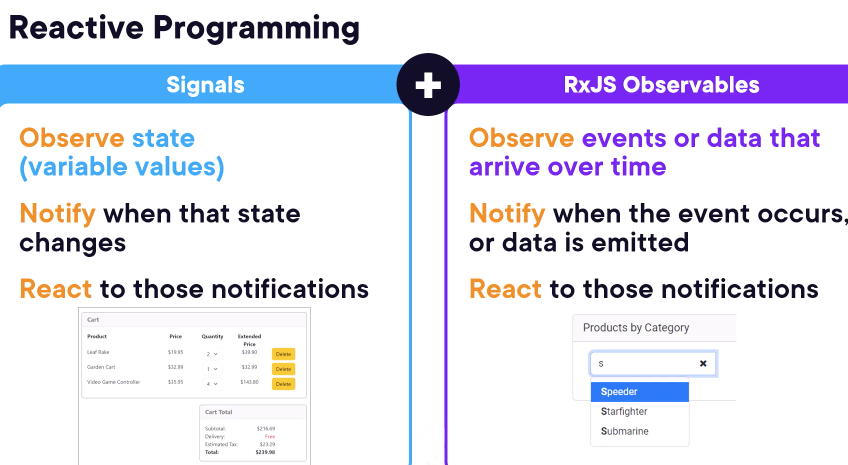 Reactive Programming
Signals
Observe state
(variable values)
Notify when that state
changes
React to those notifications
Cart
Product Price Quantity Extended Price
Leaf Rake $19.95 2 $39.90 Delete
Garden Cart $32.99 1 $32.99 Delete
Video Game Controller $35.95 4 $143.80 Delete
Cart Total
Subtotal: $216.69
Delivery: Free
Estimated Tax: $23.29
Total: $239.98
+
RxJS Observables
Observe events or data that
arrive over time
Notify when the event occurs,
or data is emitted
React to those notifications
Products by Category
s
Speeder
Starfighter
Submarine